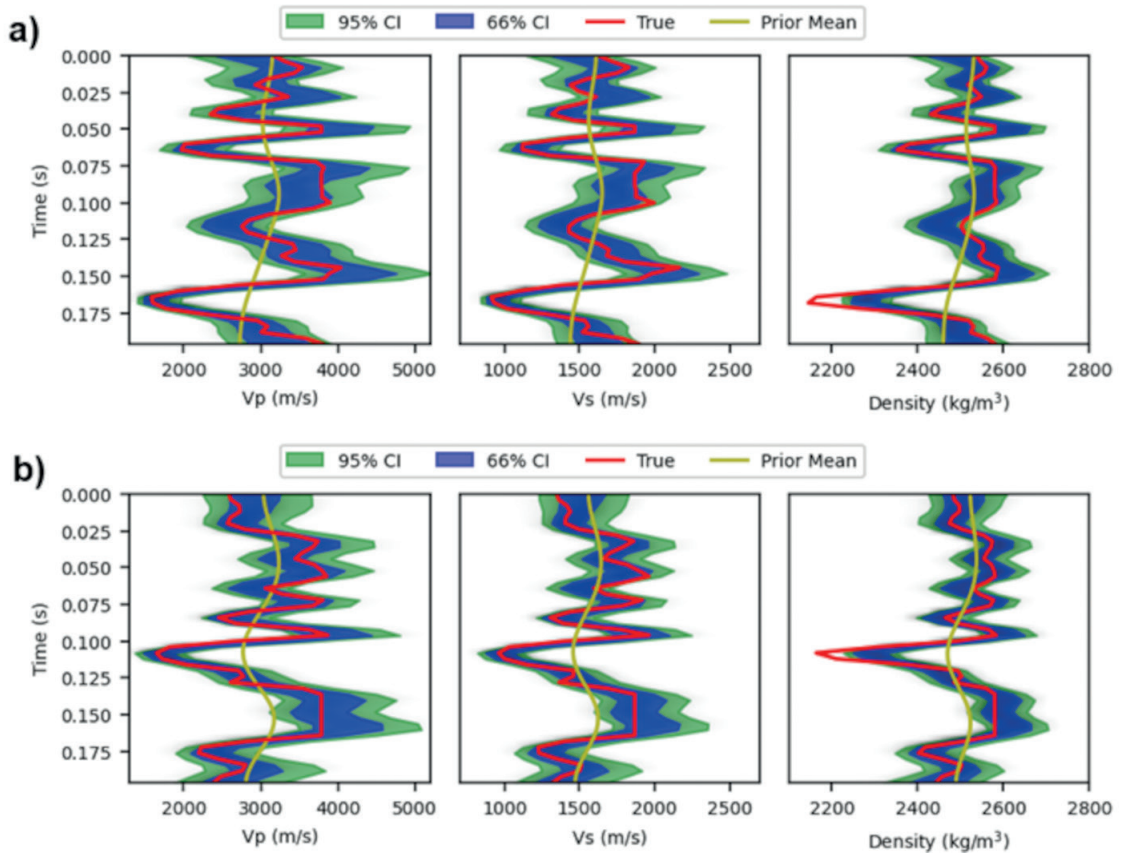 a)
95% CI 66% CI True Prior Mean
0.000
0.025
0.050
0.075
0.100
0.125
0.150
0.175
Time (s)
2000 3000 4000 5000
Vp (m/s)
1000 1500 2000 2500
Vs (m/s)
2200 2400 2600 2800
Density (kg/m³)
b)
95% CI 66% CI True Prior Mean
0.000
0.025
0.050
0.075
0.100
0.125
0.150
0.175
Time (s)
2000 3000 4000 5000
Vp (m/s)
1000 1500 2000 2500
Vs (m/s)
2200 2400 2600 2800
Density (kg/m³)